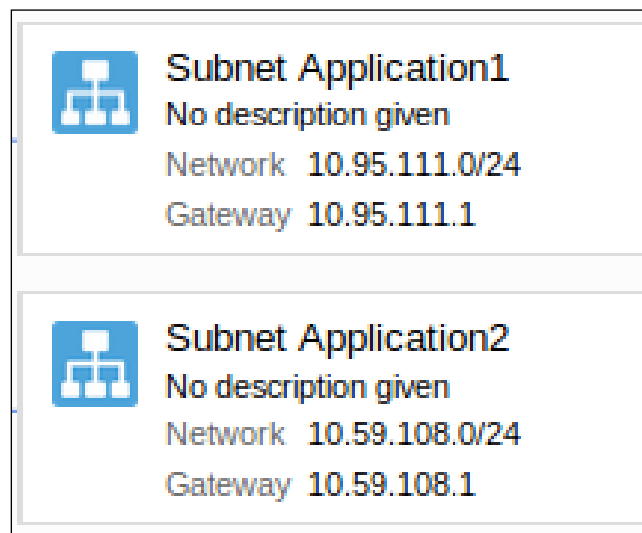 Subnet Application1
No description given
Network 10.95.111.0/24
Gateway 10.95.111.1
Subnet Application2
No description given
Network 10.59.108.0/24
Gateway 10.59.108.1